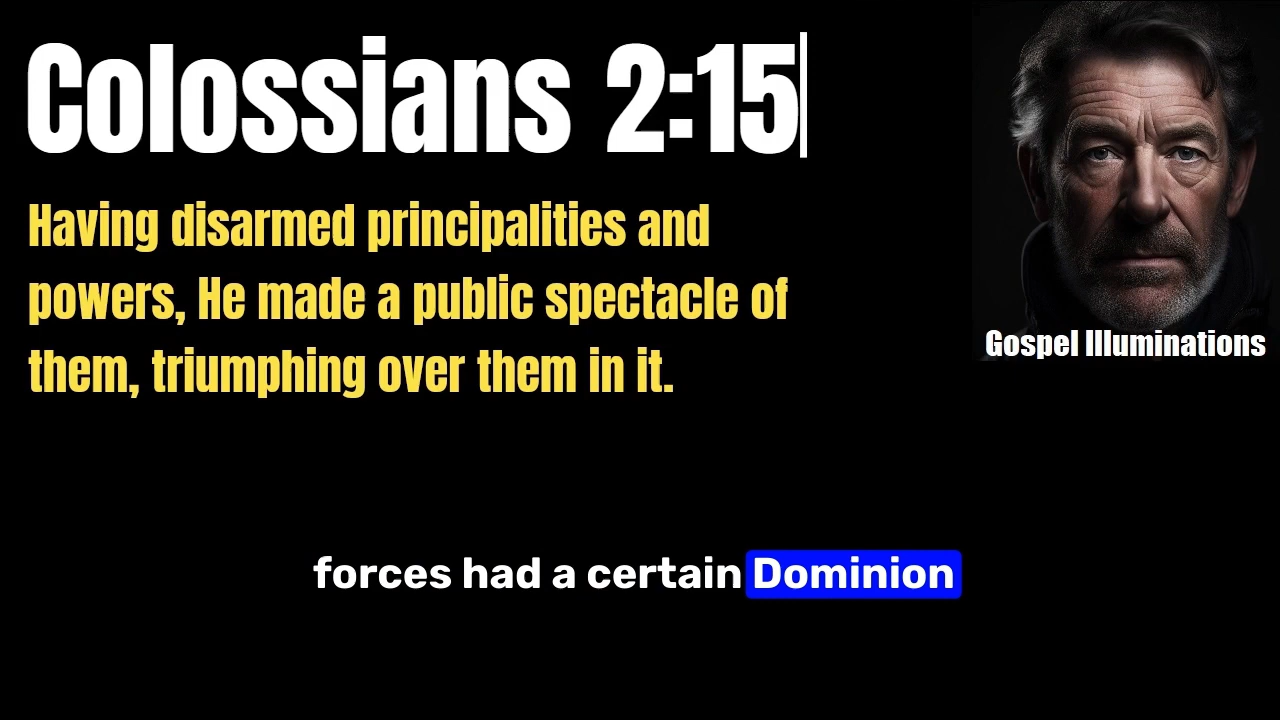 Colossians 2:15
Having disarmed principalities and
powers, He made a public spectacle of
them, triumphing over them in it.
Gospel Illuminations
forces had a certain Dominion